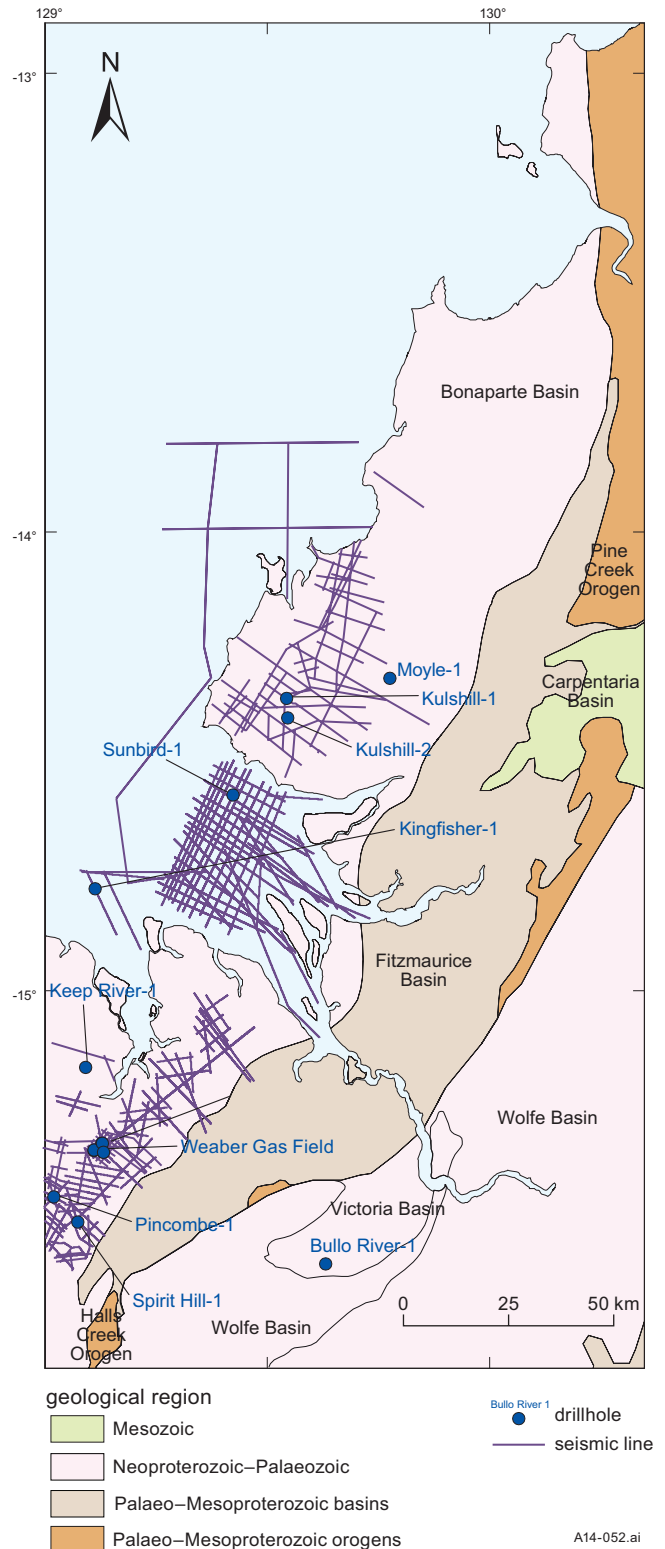 129°
130°
-13°
N
Bonaparte Basin
-14°
Pine
Creek
Orogen
Moyle-1
Carpentaria
Basin
Kulshill-1
Sunbird-1
Kulshill-2
Kingfisher-1
Fitzmaurice
Basin
-15°
Keep River-1
Wolfe Basin
Weaber Gas Field
Victoria Basin
Pincombe-1
Bullo River-1
Spirit Hill-1
0 25 50 km
Halls
Creek
Orogen
Wolfe Basin
geological region
Mesozoic
Neoproterozoic–Palaeozoic
Palaeo–Mesoproterozoic basins
Palaeo–Mesoproterozoic orogens
Bullo River 1
drillhole
seismic line
A14-052.ai